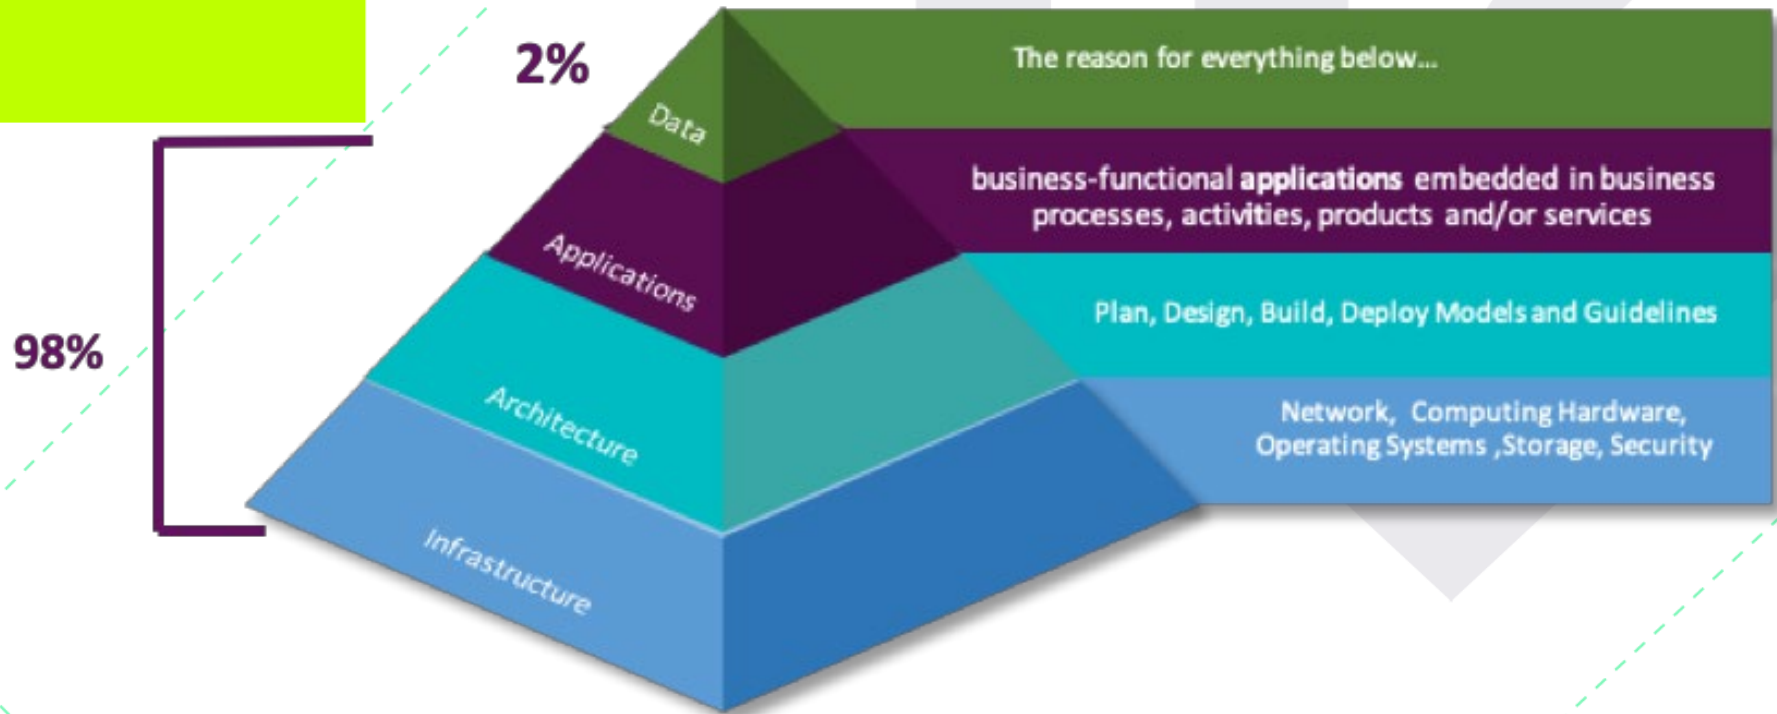 2%
Data
The reason for everything below...
Applications
business-functional applications embedded in business
processes, activities, products and/or services
98%
Architecture
Plan, Design, Build, Deploy Models and Guidelines
Infrastructure
Network, Computing Hardware,
Operating Systems ,Storage, Security